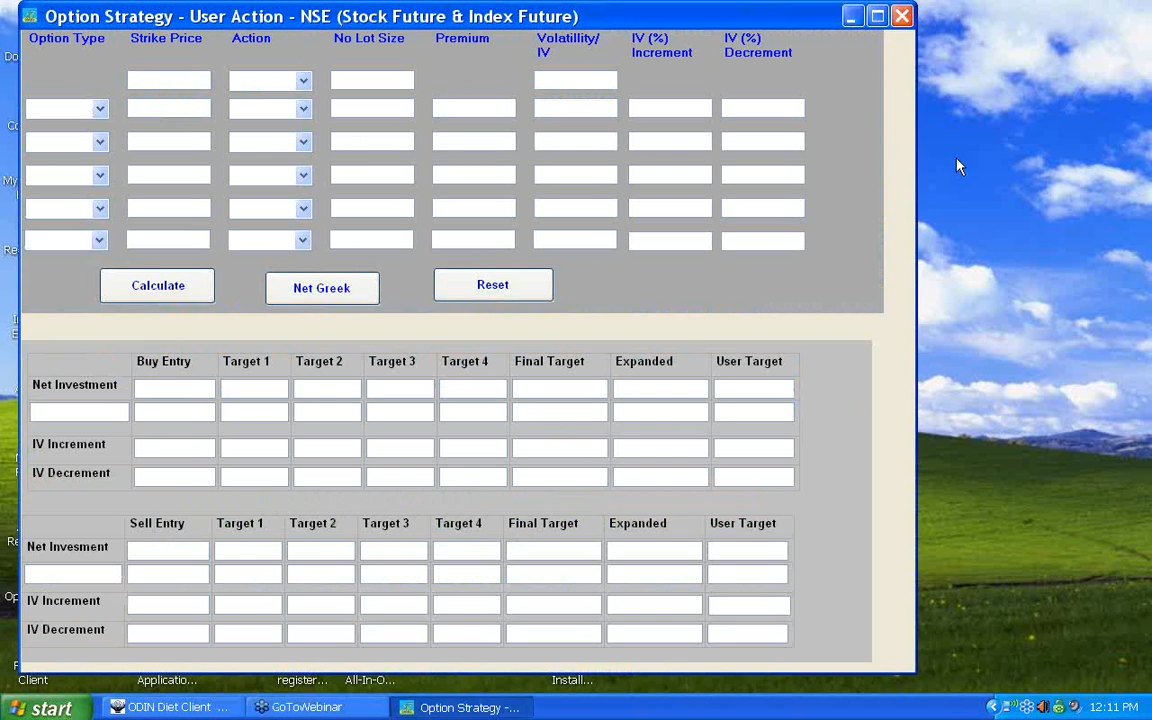 Option Strategy - User Action - NSE (Stock Future & Index Future)
Option Type Strike Price Action No Lot Size Premium Volatillity/ IV (%) IV (%)
IV Increment Decrement
Calculate Net Greek Reset
Buy Entry Target 1 Target 2 Target 3 Target 4 Final Target Expanded User Target
Net Investment
IV Increment
IV Decrement
Sell Entry Target 1 Target 2 Target 3 Target 4 Final Target Expanded User Target
Net Invesment
IV Increment
IV Decrement
Client Applicatio... register... All-In-O... Install...
start ODIN Diet Client ... GoToWebinar Option Strategy -... 12:11 PM